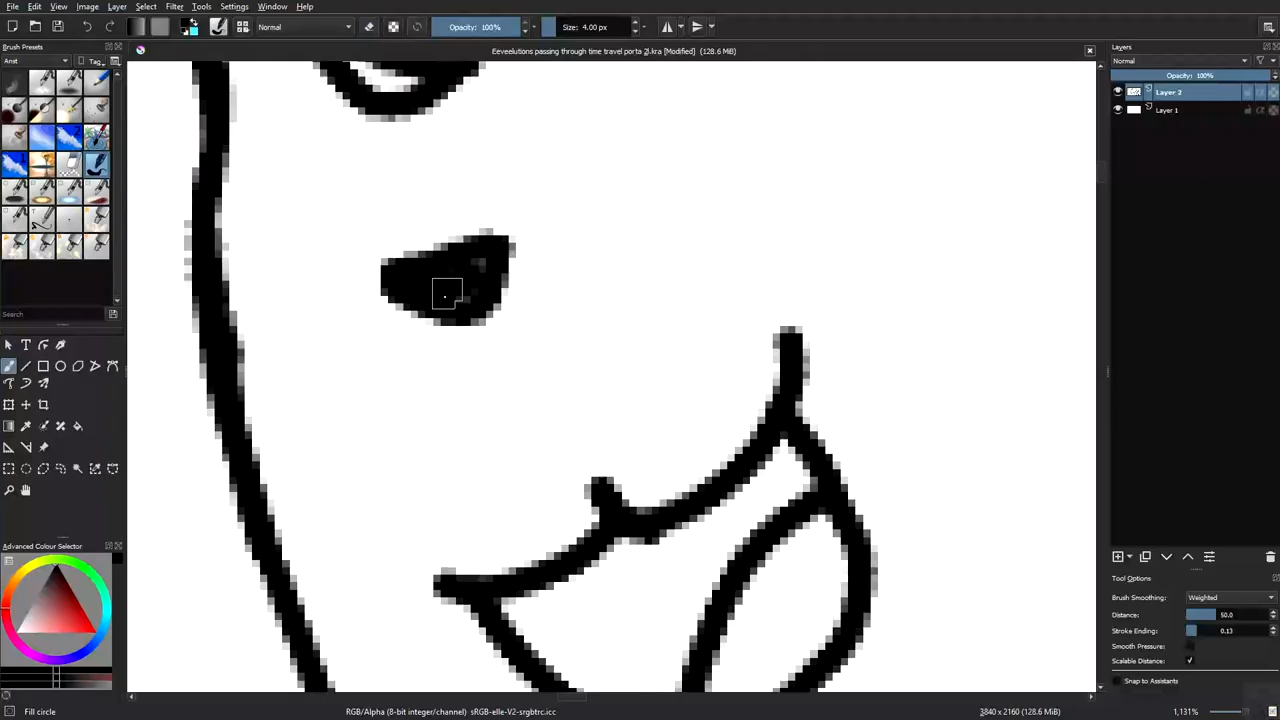 File Edit View Image Layer Select Filter Tools Settings Window Help
Normal Opacity: 100% Size: 4.00 px
Eeveelutions passing through time travel porta 2l.kra [Modified] (128.6 MiB)
Brush Presets
Tag
Search
Advanced Colour Selector
Layers
Normal
Opacity: 100%
Layer 2
Layer 1
Tool Options
Brush Smoothing: Weighted
Distance: 50.0
Stroke Ending: 0.13
Smooth Pressure:
Scalable Distance:
Snap to Assistants
Fill circle RGB/Alpha (8-bit integer/channel) sRGB-elle-V2-srgbtrc.icc 3840 x 2160 (128.6 MiB) 1,131%